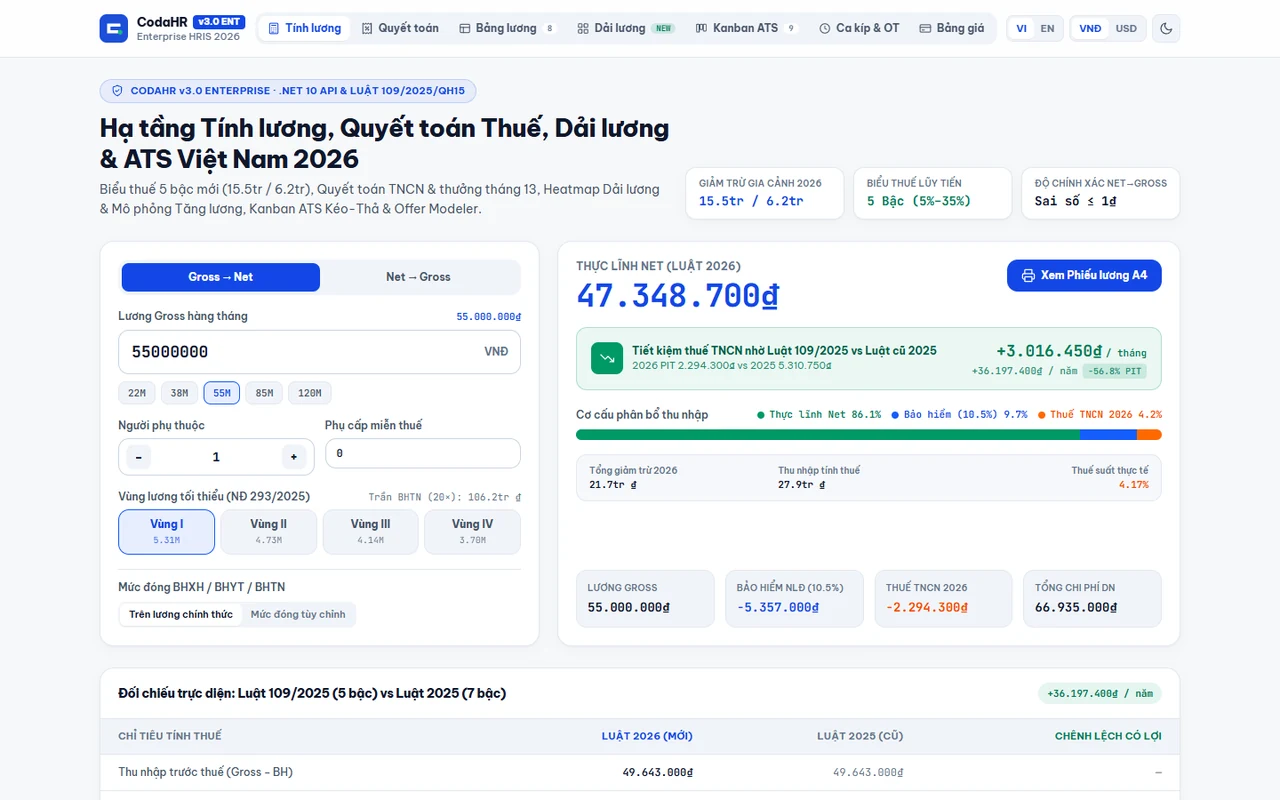 CodaHR v3.0 ENT
Enterprise HRIS 2026
Tính lương
Quyết toán
Bảng lương 8
Dải lương NEW
Kanban ATS 9
Ca kíp & OT
Bảng giá
VI EN
VNĐ USD
CODAHR v3.0 ENTERPRISE · .NET 10 API & LUẬT 109/2025/QH15
Hạ tầng Tính lương, Quyết toán Thuế, Dải lương
& ATS Việt Nam 2026
Biểu thuế 5 bậc mới (15.5tr / 6.2tr), Quyết toán TNCN & thưởng tháng 13, Heatmap Dải lương
& Mô phỏng Tăng lương, Kanban ATS Kéo-Thả & Offer Modeler.
GIẢM TRỪ GIA CẢNH 2026
15.5tr / 6.2tr
BIỂU THUẾ LŨY TIẾN
5 Bậc (5%-35%)
ĐỘ CHÍNH XÁC NET→GROSS
Sai số ≤ 1₫
Gross → Net
Net → Gross
Lương Gross hàng tháng
55.000.000₫
55000000
VNĐ
22M
38M
55M
85M
120M
Người phụ thuộc
Phụ cấp miễn thuế
−
1
+
0
Vùng lương tối thiểu (NĐ 293/2025)
Trần BHTN (20×): 106.2tr ₫
Vùng I
5.31M
Vùng II
4.73M
Vùng III
4.14M
Vùng IV
3.70M
Mức đóng BHXH / BHYT / BHTN
Trên lương chính thức
Mức đóng tùy chỉnh
THỰC LĨNH NET (LUẬT 2026)
47.348.700₫
Xem Phiếu lương A4
Tiết kiệm thuế TNCN nhờ Luật 109/2025 vs Luật cũ 2025
2026 PIT 2.294.300₫ vs 2025 5.310.750₫
+3.016.450₫ / tháng
+36.197.400₫ / năm -56.8% PIT
Cơ cấu phân bổ thu nhập
Thực lĩnh Net 86.1%
Bảo hiểm (10.5%) 9.7%
Thuế TNCN 2026 4.2%
Tổng giảm trừ 2026
21.7tr ₫
Thu nhập tính thuế
27.9tr ₫
Thuế suất thực tế
4.17%
LƯƠNG GROSS
55.000.000₫
BẢO HIỂM NLĐ (10.5%)
-5.357.000₫
THUẾ TNCN 2026
-2.294.300₫
TỔNG CHI PHÍ DN
66.935.000₫
Đối chiếu trực diện: Luật 109/2025 (5 bậc) vs Luật 2025 (7 bậc)
+36.197.400₫ / năm
CHỈ TIÊU TÍNH THUẾ
LUẬT 2026 (MỚI)
LUẬT 2025 (CŨ)
CHÊNH LỆCH CÓ LỢI
Thu nhập trước thuế (Gross - BH)
49.643.000₫
49.643.000₫
—